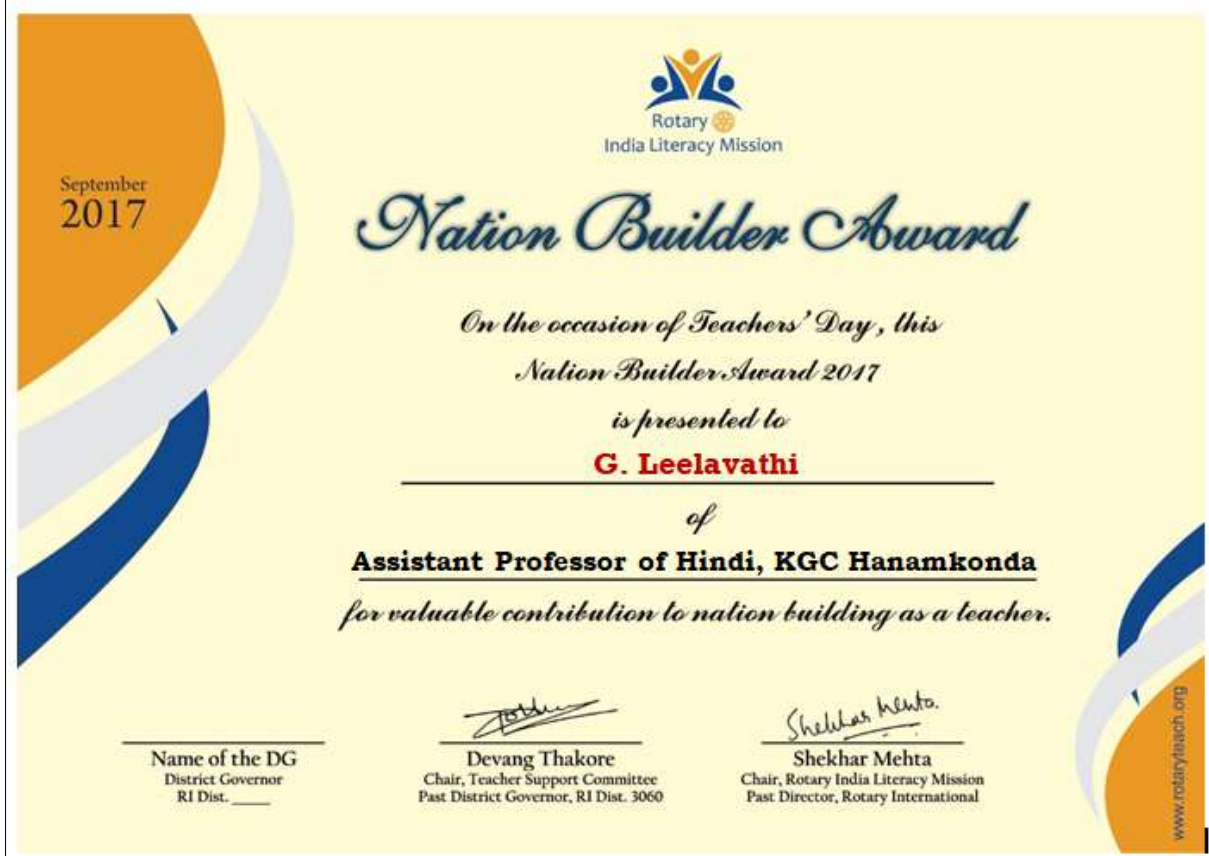 Rotary
India Literacy Mission
September
2017
Nation Builder Award
On the occasion of Teachers' Day, this
Nation Builder Award 2017
is presented to
G. Leelavathi
of
Assistant Professor of Hindi, KGC Hanamkonda
for valuable contribution to nation building as a teacher.
Shekhar Mehta.
Name of the DG
District Governor
RI Dist. ____
Devang Thakore
Chair, Teacher Support Committee
Past District Governor, RI Dist. 3060
Shekhar Mehta
Chair, Rotary India Literacy Mission
Past Director, Rotary International
www.rotaryteach.org